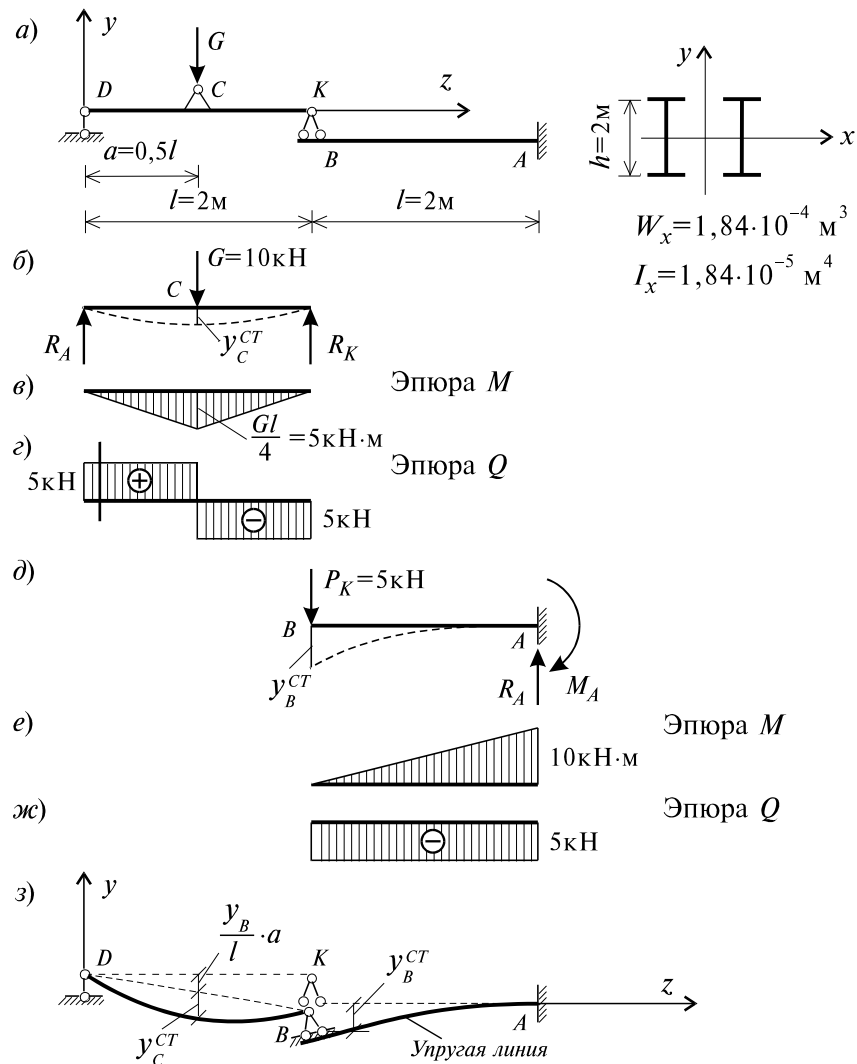 а)
y
G
D
C
K
z
B
A
a=0,5l
l=2м
l=2м
y
x
h=2м
W_x=1,84·10^{-4} м^3
I_x=1,84·10^{-5} м^4
б)
G=10кН
C
R_A
y_C^{CT}
R_K
в)
Эпюра M
Gl/4 =5кН·м
г)
Эпюра Q
5кН
+
−
5кН
д)
P_K=5кН
B
A
y_B^{CT}
R_A
M_A
е)
Эпюра M
10кН·м
ж)
Эпюра Q
−
5кН
з)
y
y_B/l ·a
D
K
y_B^{CT}
z
B
A
y_C^{CT}
Упругая линия